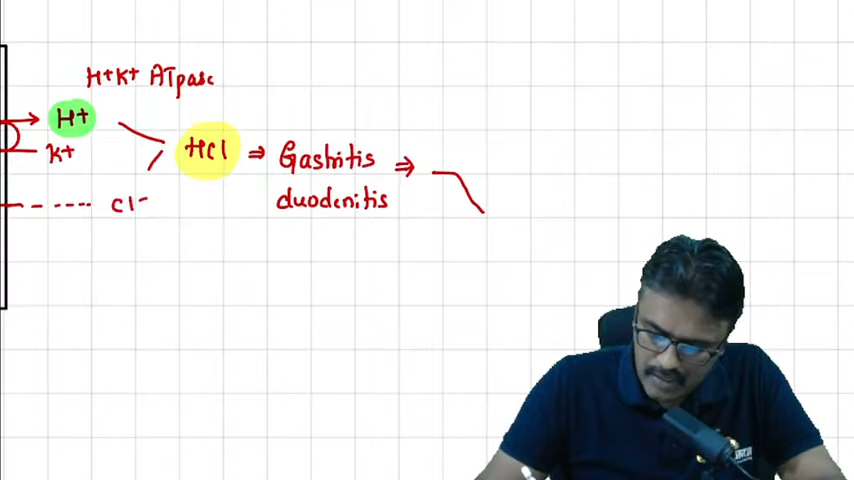 H+K+ ATpase
H+
K+
HCl ⇒ Gastritis ⇒
duodenitis
Cl-